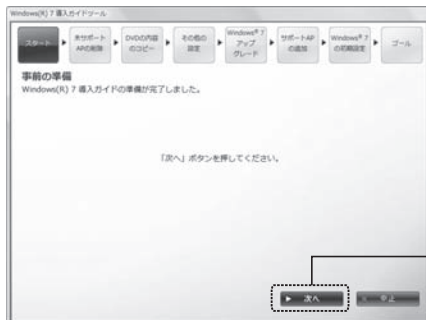 Windows(R) 7 導入ガイドツール
スタート
未サポート
APの削除
DVDの内容
のコピー
その他の
設定
Windows® 7
アップ
グレード
サポートAP
の追加
Windows® 7
の初期設定
ゴール
事前の準備
Windows(R) 7 導入ガイドの準備が完了しました。
「次へ」ボタンを押してください。
次へ
中止